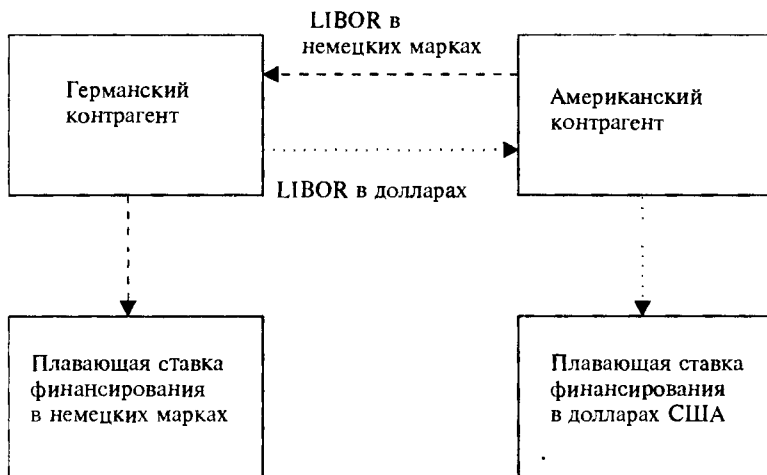 LIBOR в
немецких марках
Германский
контрагент
Американский
контрагент
LIBOR в долларах
Плавающая ставка
финансирования
в немецких марках
Плавающая ставка
финансирования
в долларах США